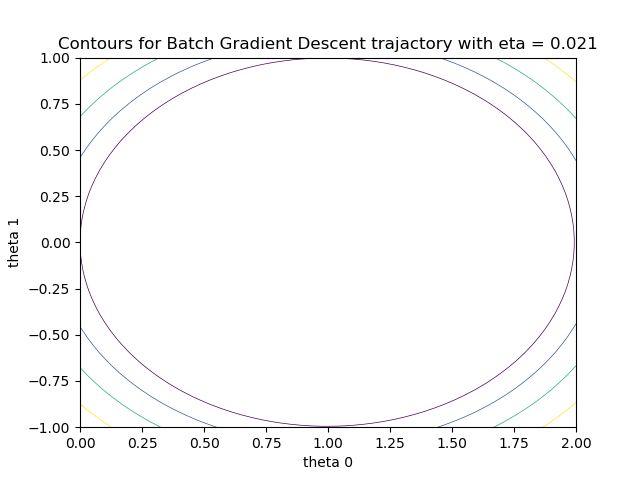 Contours for Batch Gradient Descent trajactory with eta = 0.021
1.00
0.75
0.50
0.25
0.00
−0.25
−0.50
−0.75
−1.00
theta 1
0.00 0.25 0.50 0.75 1.00 1.25 1.50 1.75 2.00
theta 0